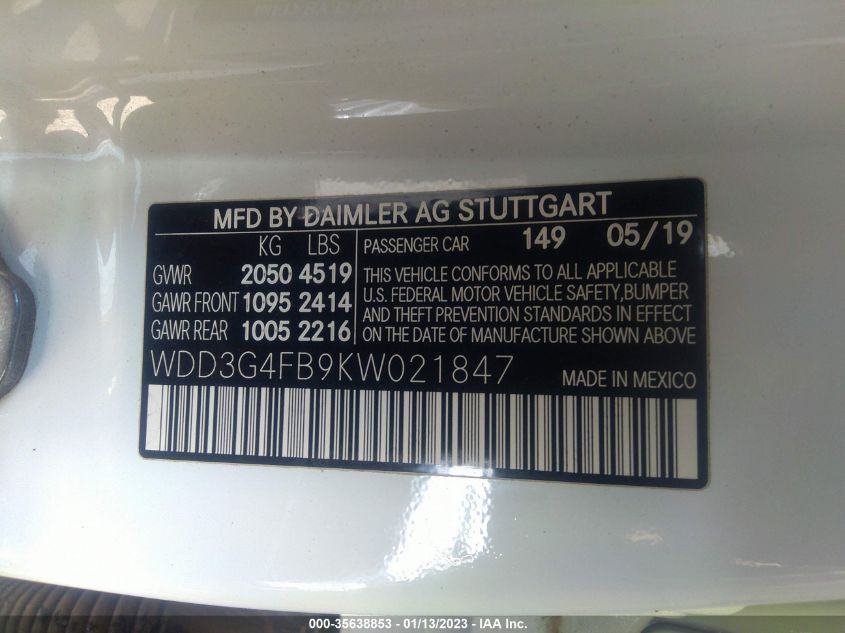 MFD BY DAIMLER AG STUTTGART
KG LBS
GVWR 2050 4519
GAWR FRONT 1095 2414
GAWR REAR 1005 2216
PASSENGER CAR 149 05/19
THIS VEHICLE CONFORMS TO ALL APPLICABLE
U.S. FEDERAL MOTOR VEHICLE SAFETY,BUMPER
AND THEFT PREVENTION STANDARDS IN EFFECT
ON THE DATE OF MANUFACTURE SHOWN ABOVE
WDD3G4FB9KW021847
MADE IN MEXICO
000-35638853 - 01/13/2023 - IAA Inc.